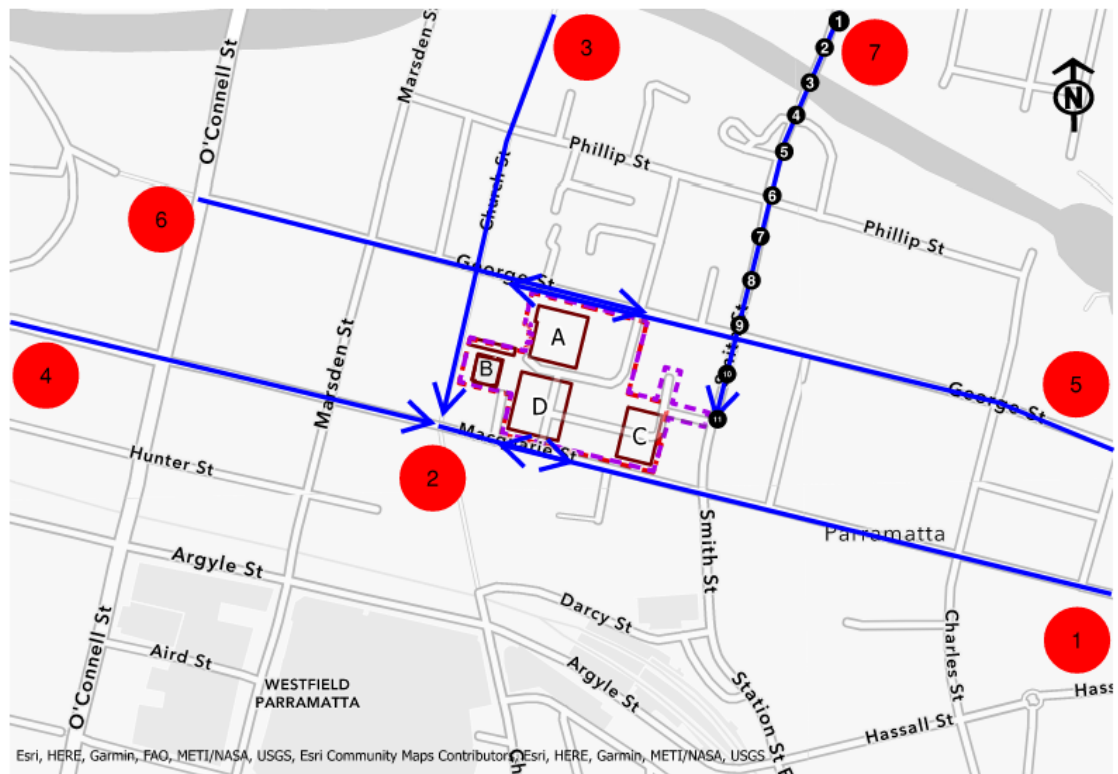 1
2
3
7
3
4
N
O'Connell St
Marsden St
Phillip St
5
6
6
Church St
7
Phillip St
George St
8
9
A
4
Marsden St
B
10
George St
5
D
11
C
Macquarie St
Hunter St
2
Smith St
Parramatta
Argyle St
Darcy St
1
O'Connell St
Aird St
Argyle St
Charles St
WESTFIELD
PARRAMATTA
Station St
Hassall St
Hass
Esri, HERE, Garmin, FAO, METI/NASA, USGS, Esri Community Maps Contributors, Esri, HERE, Garmin, METI/NASA, USGS
Ch